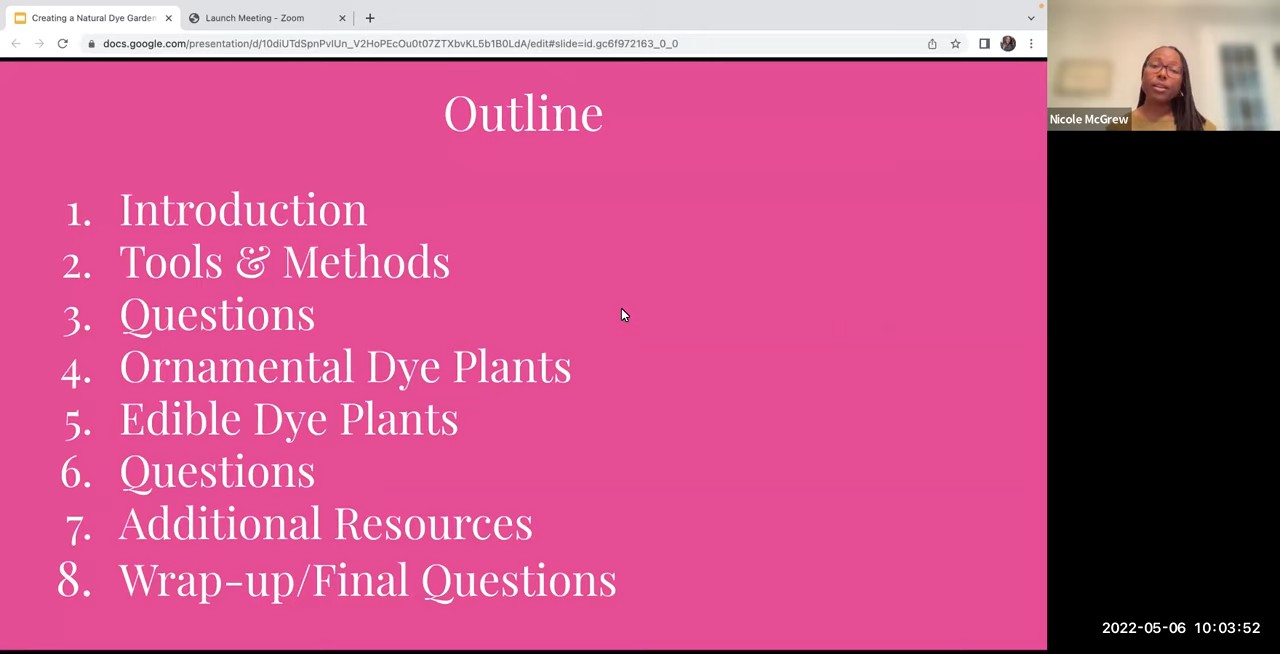 Creating a Natural Dye Garden
Launch Meeting - Zoom
docs.google.com/presentation/d/10diUTdSpnPvIUn_V2HoPEcOu0t07ZTXbvKL5b1B0LdA/edit#slide=id.gc6f972163_0_0
Nicole McGrew
Outline
1. Introduction
2. Tools & Methods
3. Questions
4. Ornamental Dye Plants
5. Edible Dye Plants
6. Questions
7. Additional Resources
8. Wrap-up/Final Questions
2022-05-06 10:03:52